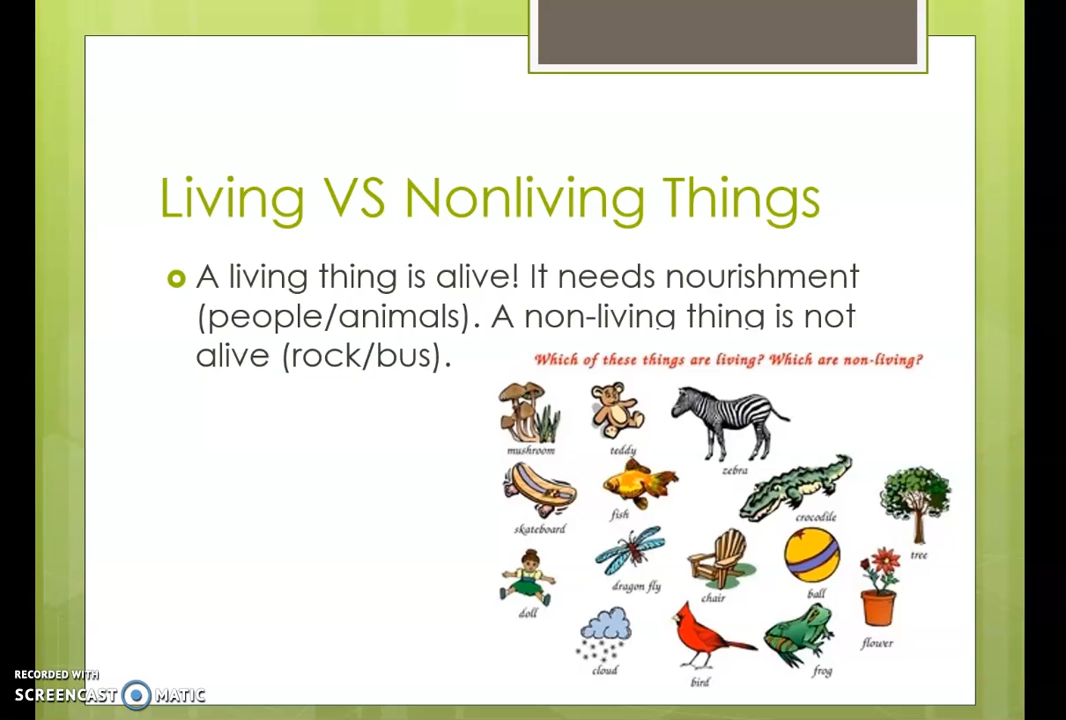 Living VS Nonliving Things
A living thing is alive! It needs nourishment
(people/animals). A non-living thing is not
alive (rock/bus).
Which of these things are living? Which are non-living?
mushroom
teddy
zebra
skateboard
fish
crocodile
tree
doll
dragon fly
chair
ball
flower
cloud
bird
frog
RECORDED WITH
SCREENCAST MATIC